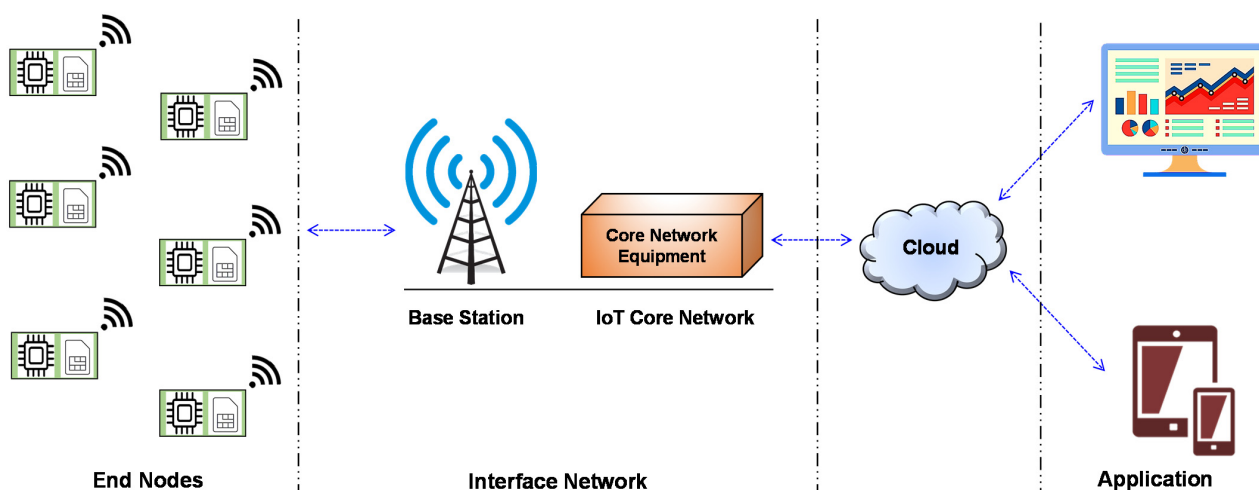 Core Network
Equipment
Cloud
Base Station
IoT Core Network
End Nodes
Interface Network
Application